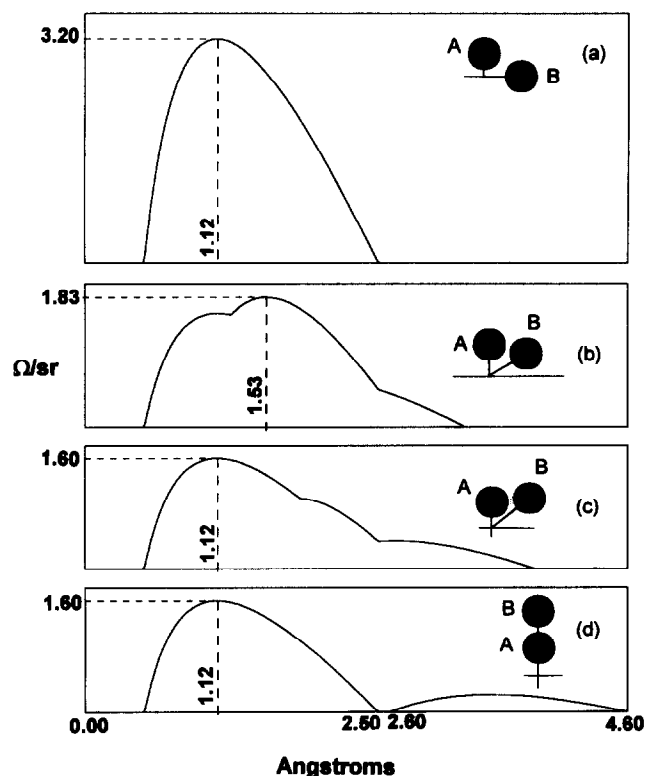 3.20
A
B
(a)
1.12
1.83
Ω/sr
B
A
(b)
1.53
1.60
B
A
(c)
1.12
1.60
B
A
(d)
1.12
0.00
2.50 2.60
4.60
Angstroms